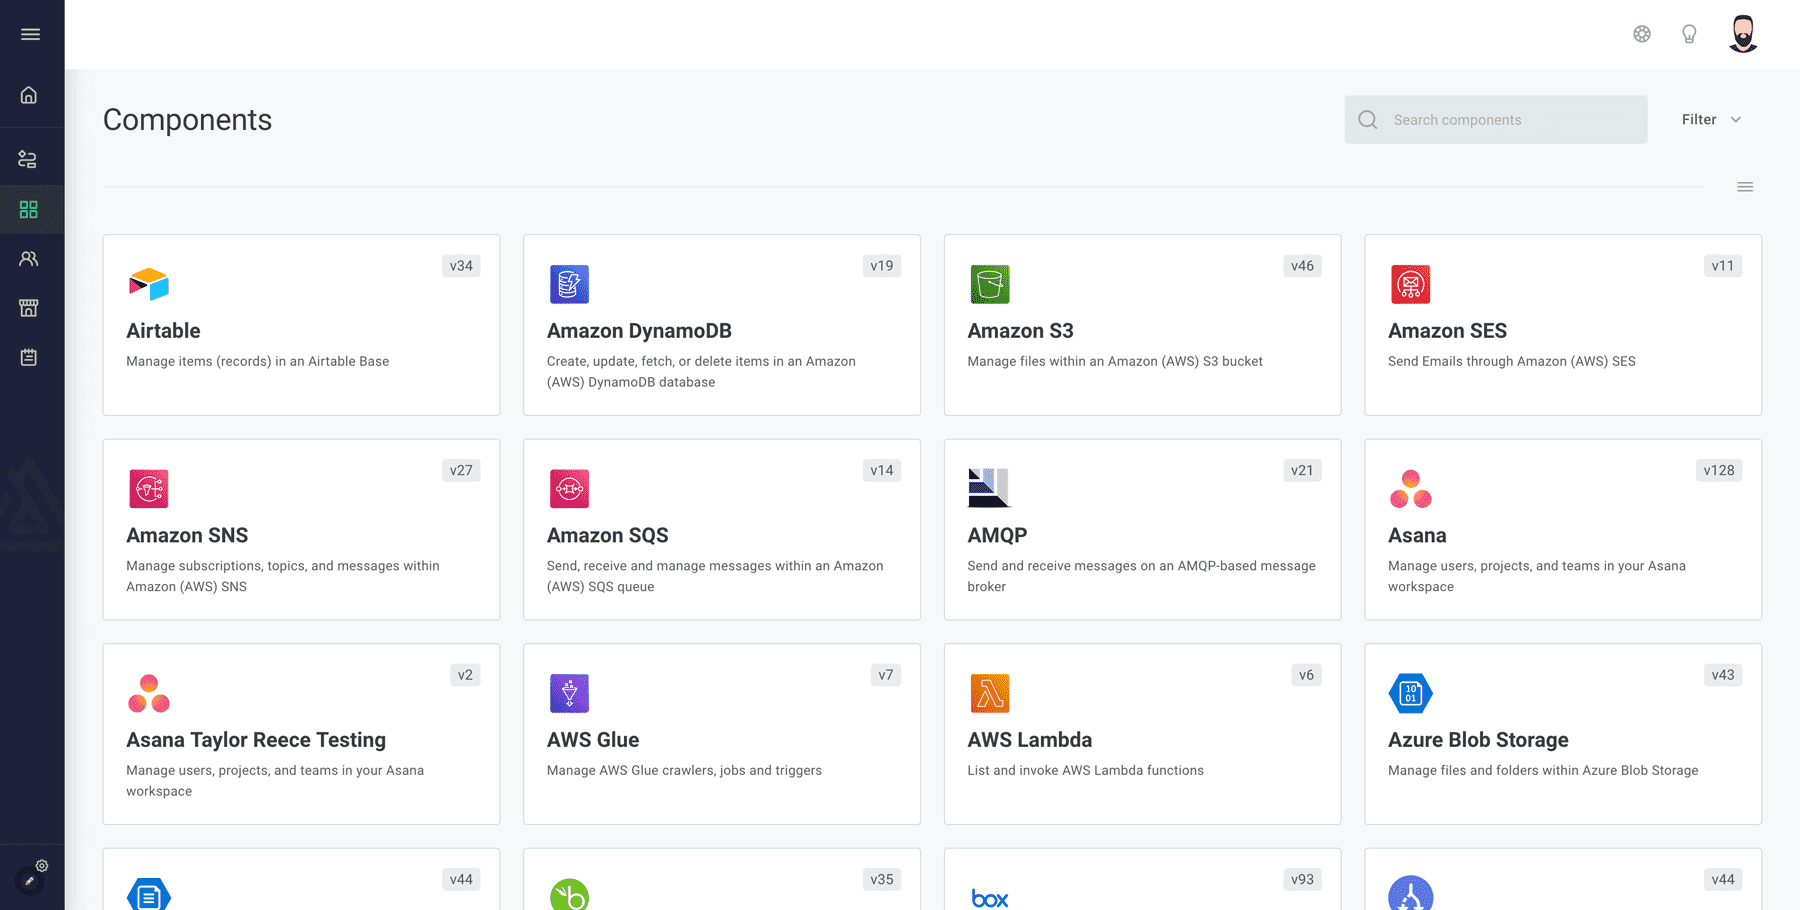 Components
Search components
Filter
v34
Airtable
Manage items (records) in an Airtable Base
v19
Amazon DynamoDB
Create, update, fetch, or delete items in an Amazon
(AWS) DynamoDB database
v46
Amazon S3
Manage files within an Amazon (AWS) S3 bucket
v11
Amazon SES
Send Emails through Amazon (AWS) SES
v27
Amazon SNS
Manage subscriptions, topics, and messages within
Amazon (AWS) SNS
v14
Amazon SQS
Send, receive and manage messages within an Amazon
(AWS) SQS queue
v21
AMQP
Send and receive messages on an AMQP-based message
broker
v128
Asana
Manage users, projects, and teams in your Asana
workspace
v2
Asana Taylor Reece Testing
Manage users, projects, and teams in your Asana
workspace
v7
AWS Glue
Manage AWS Glue crawlers, jobs and triggers
v6
AWS Lambda
List and invoke AWS Lambda functions
v43
10
01
Azure Blob Storage
Manage files and folders within Azure Blob Storage
v44
v35
b
v93
box
v44